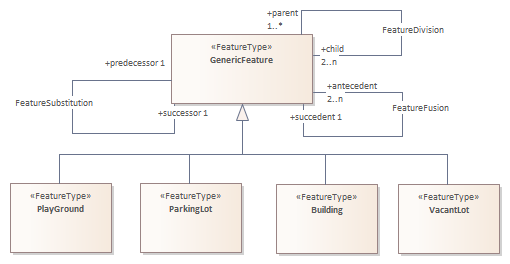 +parent
1..*
FeatureDivision
«FeatureType»
GenericFeature
+child
2..n
+predecessor 1
+antecedent
2..n
FeatureSubstitution
FeatureFusion
+successor 1
+succedent 1
«FeatureType»
PlayGround
«FeatureType»
ParkingLot
«FeatureType»
Building
«FeatureType»
VacantLot